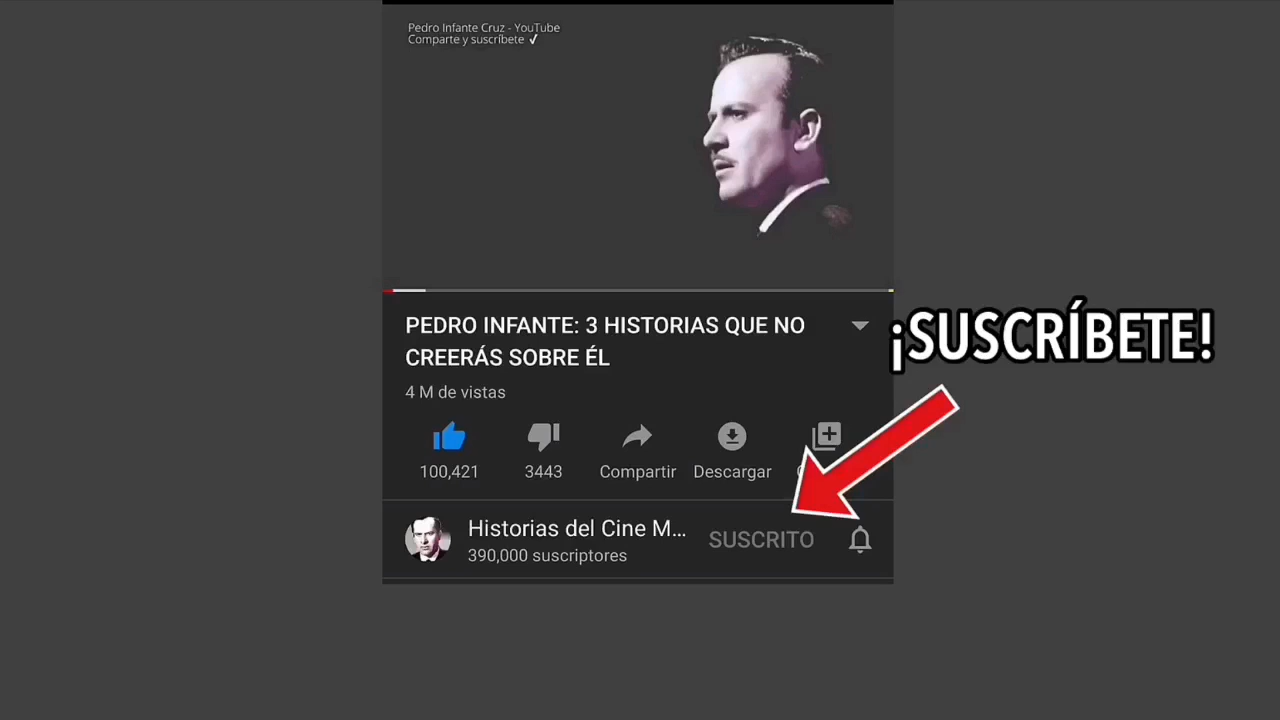 Pedro Infante Cruz - YouTube
Comparte y suscríbete ✔
PEDRO INFANTE: 3 HISTORIAS QUE NO
CREERÁS SOBRE ÉL
¡SUSCRÍBETE!
4 M de vistas
100,421
3443
Compartir
Descargar
Historias del Cine M...
SUSCRITO
390,000 suscriptores